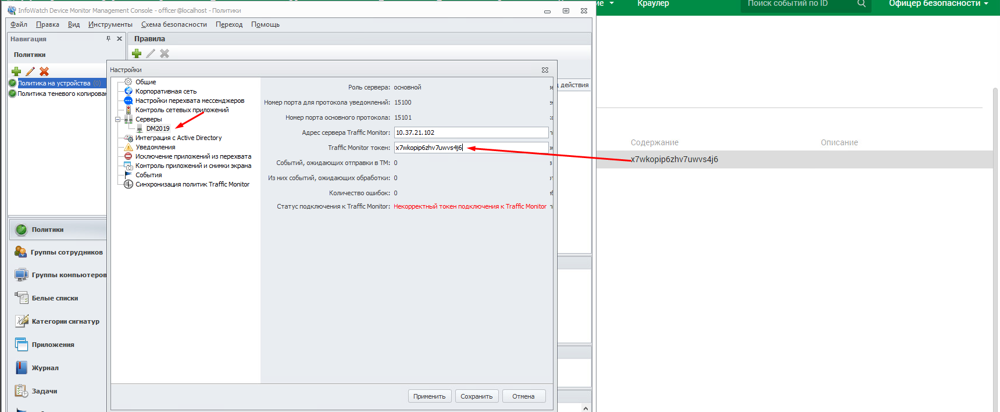 InfoWatch Device Monitor Management Console - officer@localhost - Политики
Файл Правка Вид Инструменты Схема безопасности Переход Помощь
Навигация
Политики
Политика на устройства (0)
Политика теневого копирован
Политики
Группы сотрудников
Группы компьютеров
Белые списки
Категории сигнатур
Приложения
Журнал
Задачи
Правила
действия
Настройки
Общие
Корпоративная сеть
Настройки перехвата мессенджеров
Контроль сетевых приложений
Серверы
DM2019
Интеграция с Active Directory
Уведомления
Исключение приложений из перехвата
Контроль приложений и снимки экрана
События
Синхронизация политик Traffic Monitor
Роль сервера: основной
Номер порта для протокола уведомлений: 15100
Номер порта основного протокола: 15101
Адрес сервера Traffic Monitor: 10.37.21.102
Traffic Monitor токен: x7wkopip6zhv7uwvs4j6
Событий, ожидающих отправки в TM: 0
Из них событий, ожидающих обработки: 0
Количество ошибок: 0
Статус подключения к Traffic Monitor: Некорректный токен подключения к Traffic Monitor
Применить Сохранить Отмена
Краулер Поиск событий по ID Офицер безопасности
Содержание Описание
x7wkopip6zhv7uwvs4j6